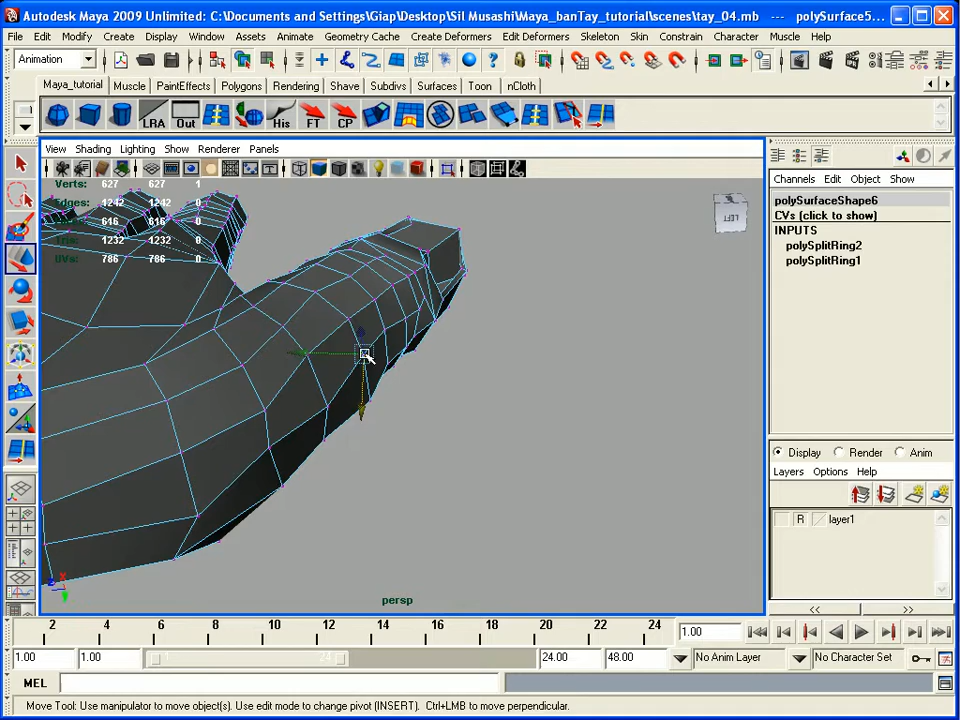 Autodesk Maya 2009 Unlimited: C:\Documents and Settings\Giap\Desktop\Sil Musashi\Maya_banTay_tutorial\scenes\tay_04.mb --- polySurface5...
File Edit Modify Create Display Window Assets Animate Geometry Cache Create Deformers Edit Deformers Skeleton Skin Constrain Character Muscle Help
Animation
Maya_tutorial Muscle PaintEffects Polygons Rendering Shave Subdivs Surfaces Toon nCloth
LRA Out His FT CP
View Shading Lighting Show Renderer Panels
Verts: 627 627 1
Edges: 1242 1242 0
Faces: 616 616 0
Tris: 1232 1232 0
UVs: 786 786 0
LEFT
persp
Channels Edit Object Show
polySurfaceShape6
CVs (click to show)
INPUTS
polySplitRing2
polySplitRing1
Display Render Anim
Layers Options Help
R layer1
<< >>
2 4 6 8 10 12 14 16 18 20 22 24
1.00
1.00 1.00 24.00 48.00 No Anim Layer No Character Set
MEL
Move Tool: Use manipulator to move object(s). Use edit mode to change pivot (INSERT). Ctrl+LMB to move perpendicular.